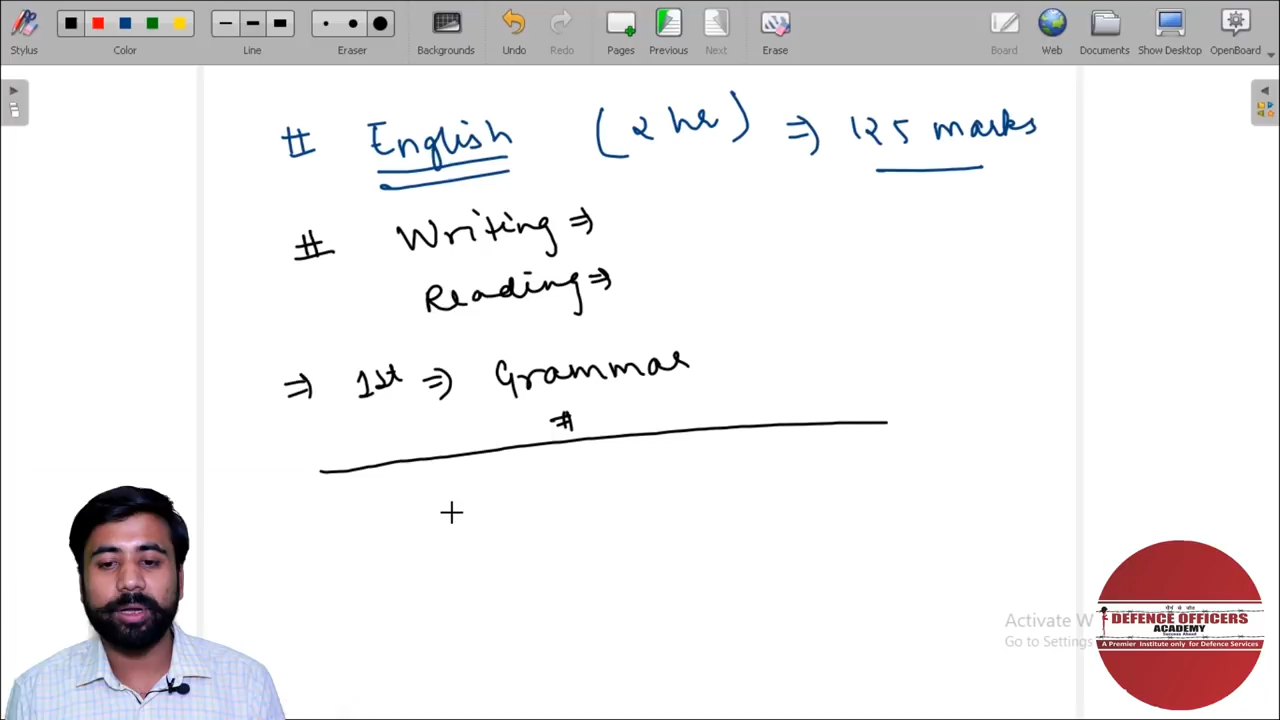 Stylus
Color
Line
Eraser
Backgrounds
Undo
Redo
Pages
Previous
Next
Erase
Board
Web
Documents
Show Desktop
OpenBoard
# English (2 hr) ⇒ 125 marks
# Writing ⇒
Reading ⇒
⇒ 1st ⇒ Grammar
#
Activate W
Go to Settings
DEFENCE OFFICERS
ACADEMY
Success Ahead
A Premier Institute only for Defence Services